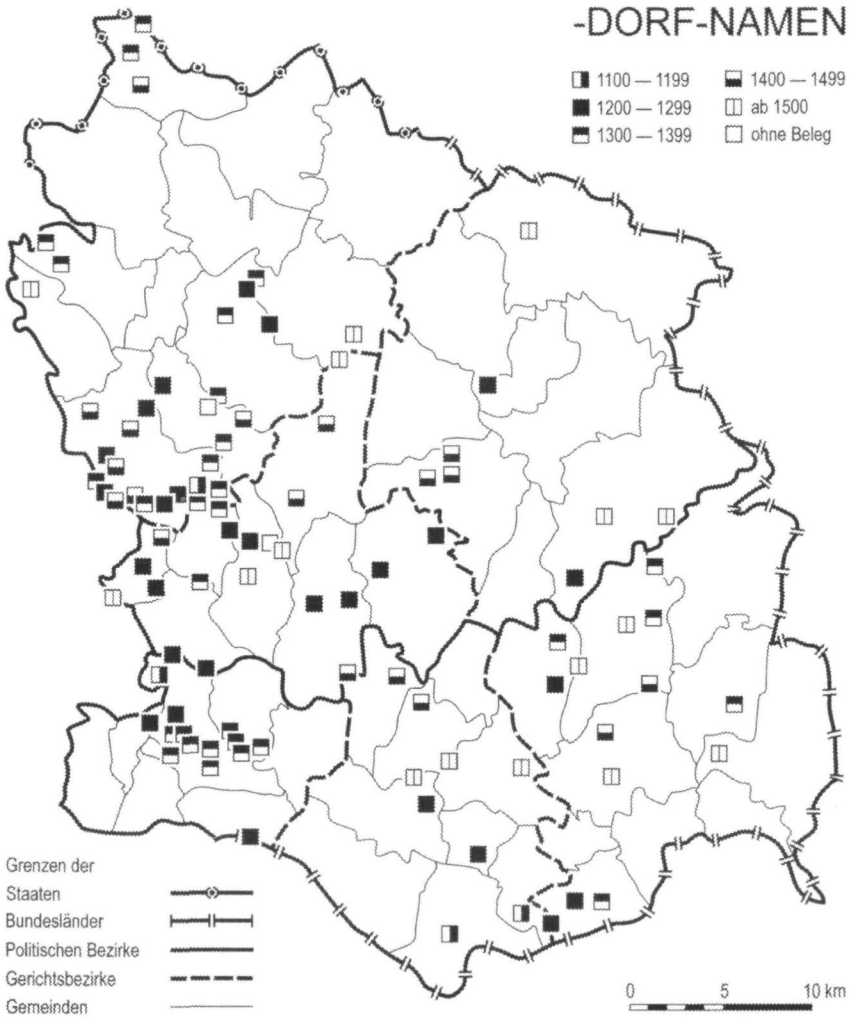 -DORF-NAMEN
1100 — 1199
1200 — 1299
1300 — 1399
1400 — 1499
ab 1500
ohne Beleg
Grenzen der
Staaten
Bundesländer
Politischen Bezirke
Gerichtsbezirke
Gemeinden
0 5 10 km